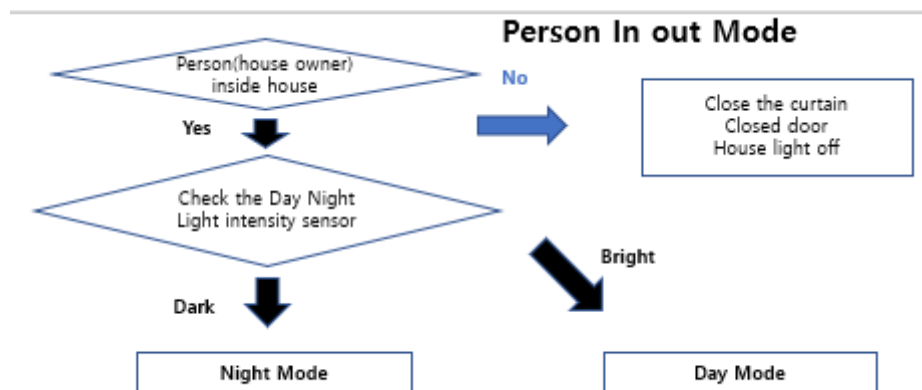 Person In out Mode
Person(house owner)
inside house
No
Close the curtain
Closed door
House light off
Yes
Check the Day Night
Light intensity sensor
Bright
Dark
Night Mode
Day Mode